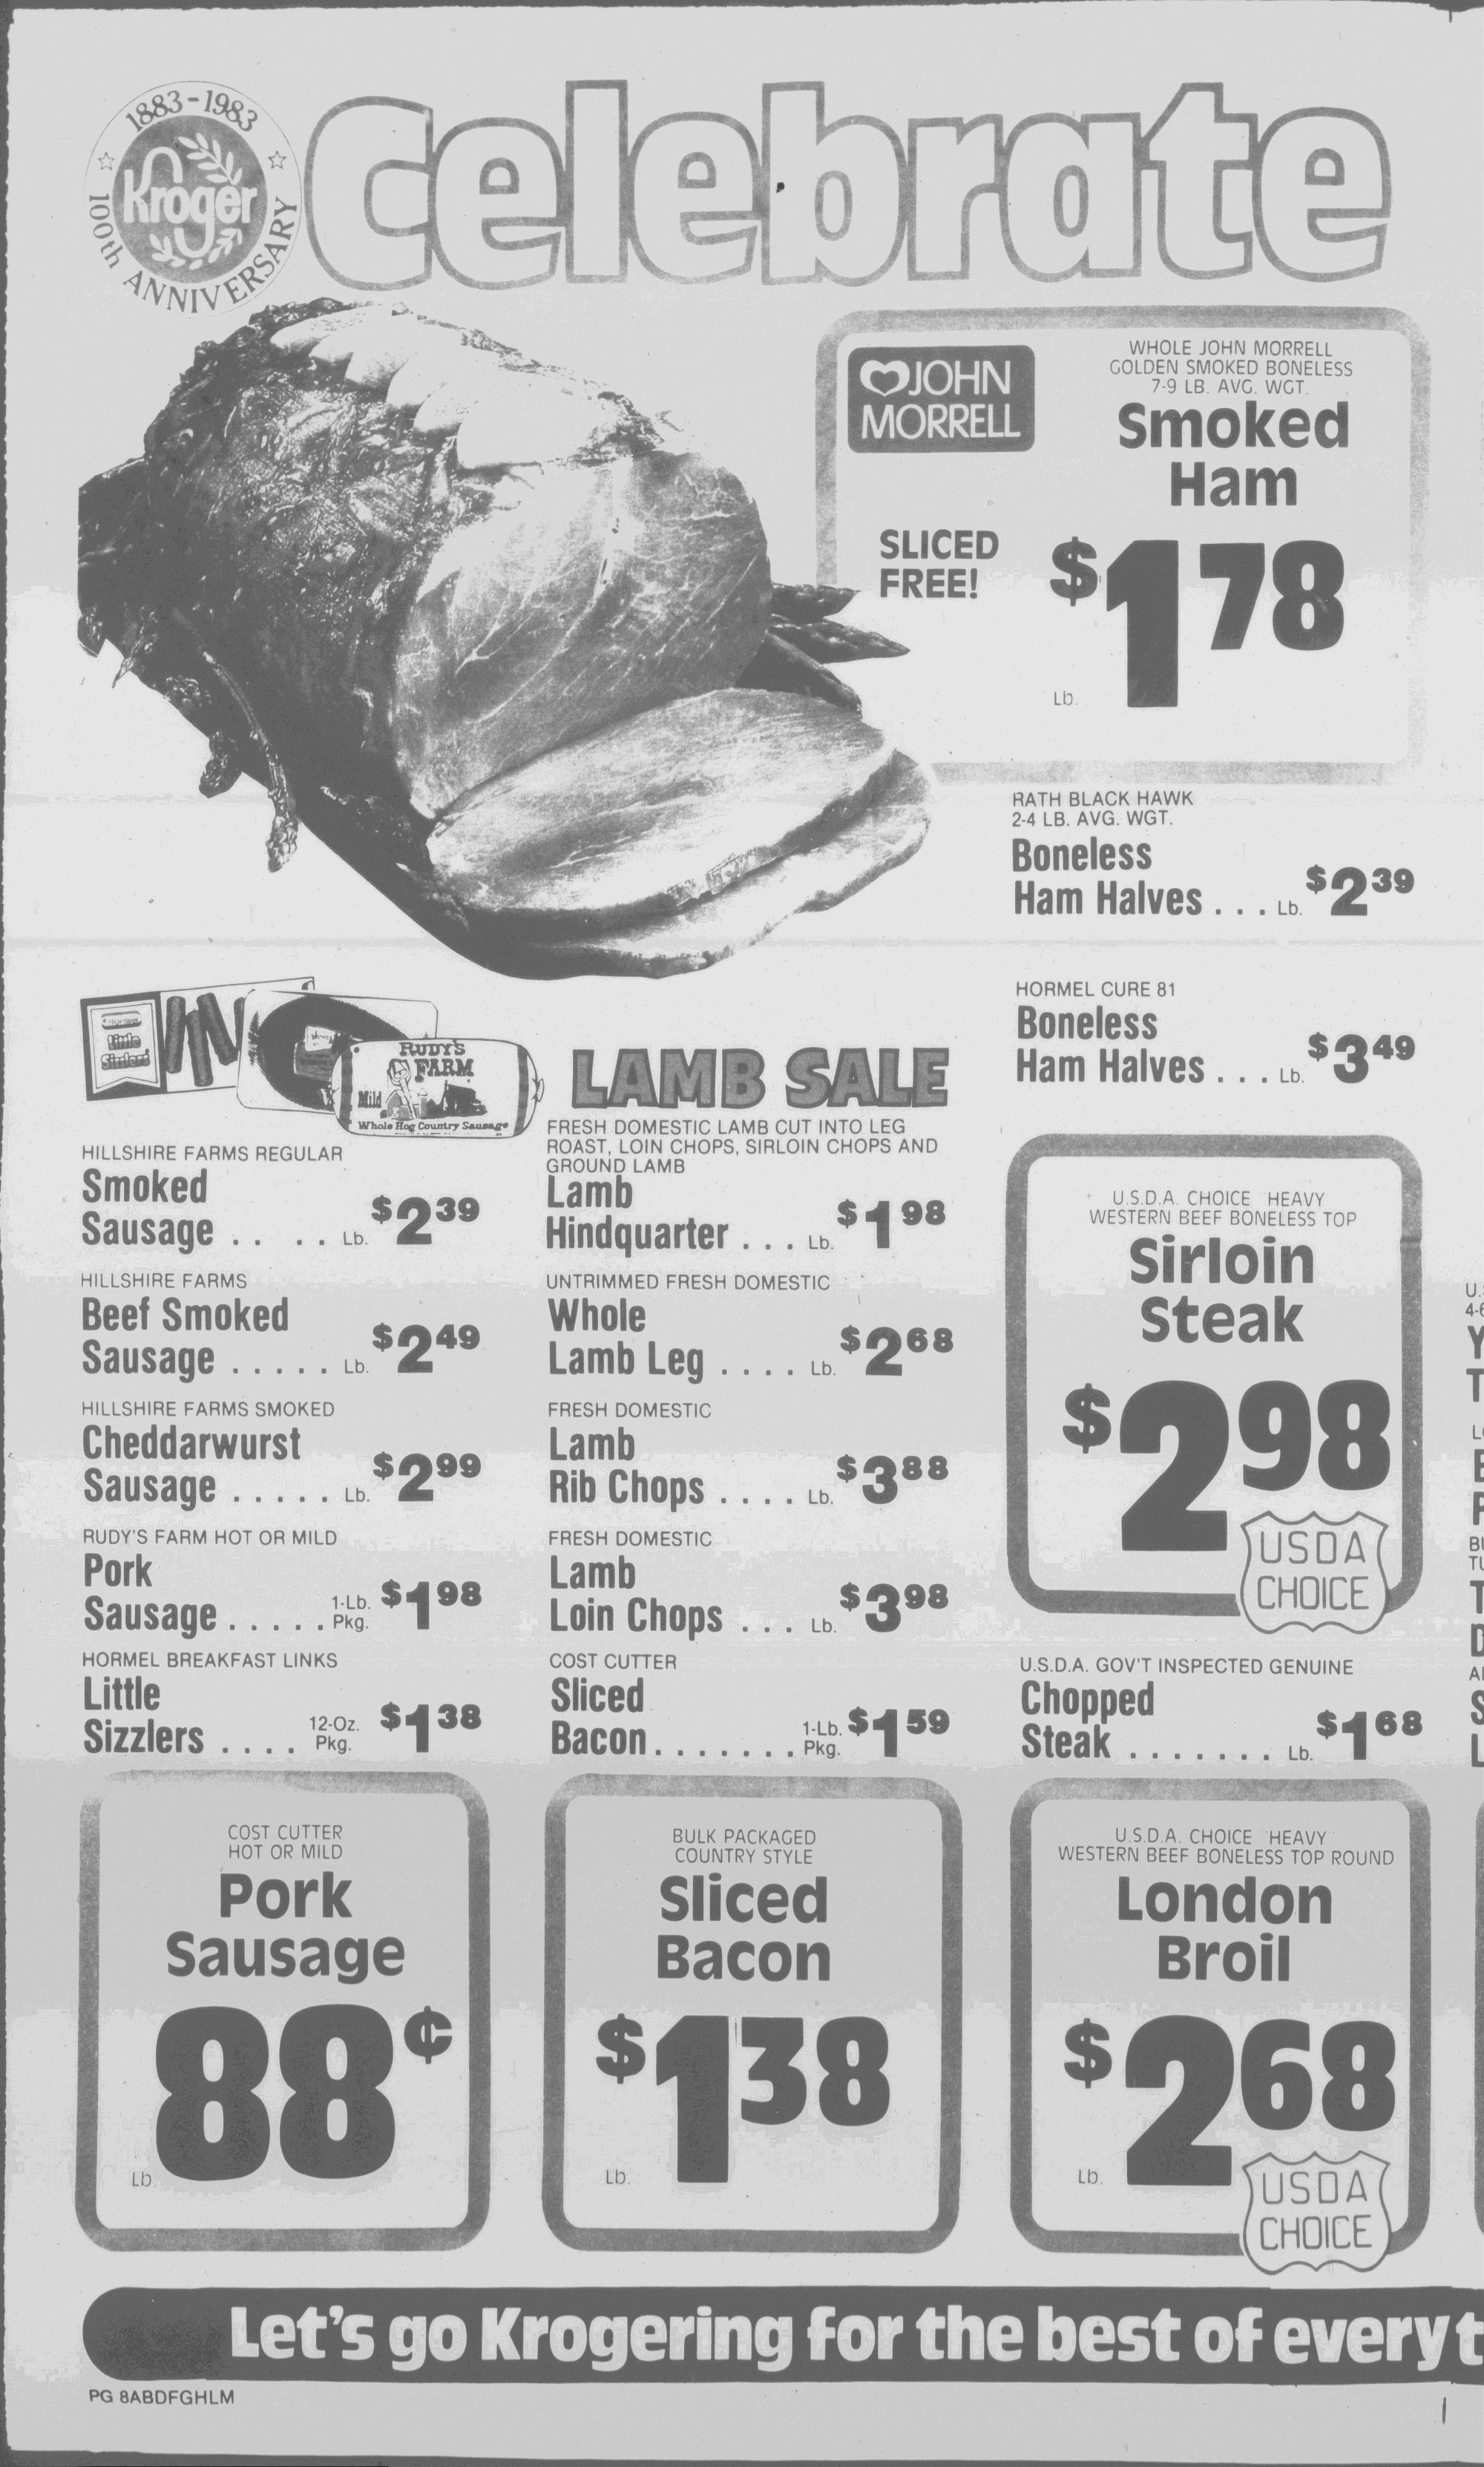 1883-1983
Kroger
100th ANNIVERSARY
Celebrate
JOHN
MORRELL
WHOLE JOHN MORRELL
GOLDEN SMOKED BONELESS
7-9 LB. AVG. WGT.
Smoked
Ham
SLICED
FREE!
$1 78
Lb.
RATH BLACK HAWK
2-4 LB. AVG. WGT.
Boneless
Ham Halves . . . Lb. $2 39
HORMEL CURE 81
Boneless
Ham Halves . . . Lb. $3 49
Hormel
Little
Sizzlers
RUDY'S
FARM
Mild
Whole Hog Country Sausage
HILLSHIRE FARMS REGULAR
Smoked
Sausage . . . . Lb. $2 39
HILLSHIRE FARMS
Beef Smoked
Sausage . . . . . Lb. $2 49
HILLSHIRE FARMS SMOKED
Cheddarwurst
Sausage . . . . . Lb. $2 99
RUDY'S FARM HOT OR MILD
Pork
Sausage . . . . . 1-Lb. Pkg. $1 98
HORMEL BREAKFAST LINKS
Little
Sizzlers . . . . 12-Oz. Pkg. $1 38
LAMB SALE
FRESH DOMESTIC LAMB CUT INTO LEG
ROAST, LOIN CHOPS, SIRLOIN CHOPS AND
GROUND LAMB
Lamb
Hindquarter . . . Lb. $1 98
UNTRIMMED FRESH DOMESTIC
Whole
Lamb Leg . . . . Lb. $2 68
FRESH DOMESTIC
Lamb
Rib Chops . . . . Lb. $3 88
FRESH DOMESTIC
Lamb
Loin Chops . . . Lb. $3 98
COST CUTTER
Sliced
Bacon . . . . . . . 1-Lb. Pkg. $1 59
U.S.D.A. CHOICE "HEAVY
WESTERN BEEF BONELESS TOP
Sirloin
Steak
$2 98
USDA
CHOICE
U.S.D.A. GOV'T INSPECTED GENUINE
Chopped
Steak . . . . . . . Lb. $1 68
COST CUTTER
HOT OR MILD
Pork
Sausage
88¢
Lb.
BULK PACKAGED
COUNTRY STYLE
Sliced
Bacon
$1 38
Lb.
U.S.D.A. CHOICE "HEAVY"
WESTERN BEEF BONELESS TOP ROUND
London
Broil
$2 68
Lb.
USDA
CHOICE
Let's go Krogering for the best of every t
PG 8ABDFGHLM